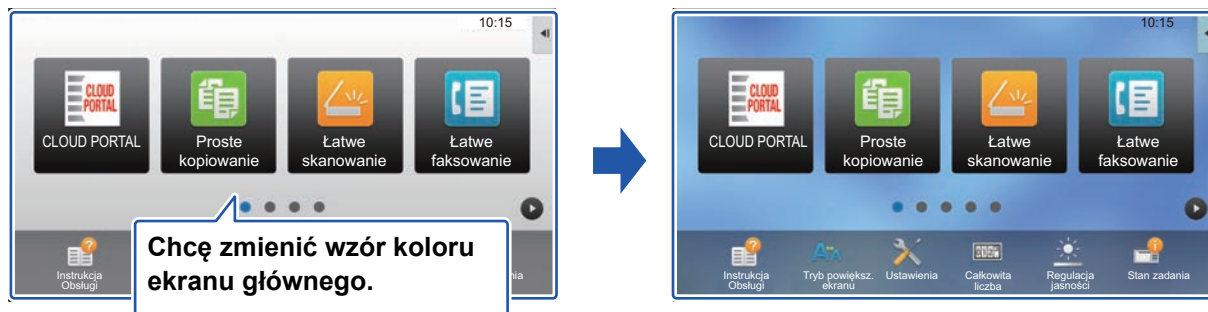 10:15
CLOUD
PORTAL
CLOUD PORTAL
Proste
kopiowanie
Łatwe
skanowanie
Łatwe
faksowanie
Instrukcja
Obsługi
Chcę zmienić wzór koloru
ekranu głównego.
10:15
CLOUD
PORTAL
CLOUD PORTAL
Proste
kopiowanie
Łatwe
skanowanie
Łatwe
faksowanie
Instrukcja
Obsługi
Tryb powiększ.
ekranu
Ustawienia
Całkowita
liczba
Regulacja
jasności
Stan zadania